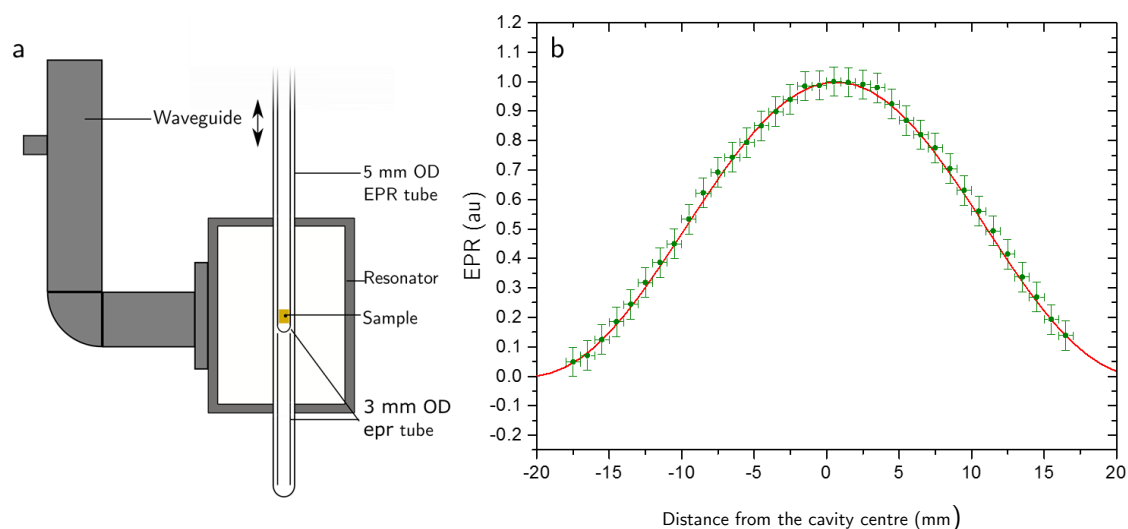 a
Waveguide
5 mm OD
EPR tube
Resonator
Sample
3 mm OD
epr tube
b
EPR (au)
1.2
1.1
1.0
0.9
0.8
0.7
0.6
0.5
0.4
0.3
0.2
0.1
0.0
-0.1
-0.2
-20 -15 -10 -5 0 5 10 15 20
Distance from the cavity centre (mm)